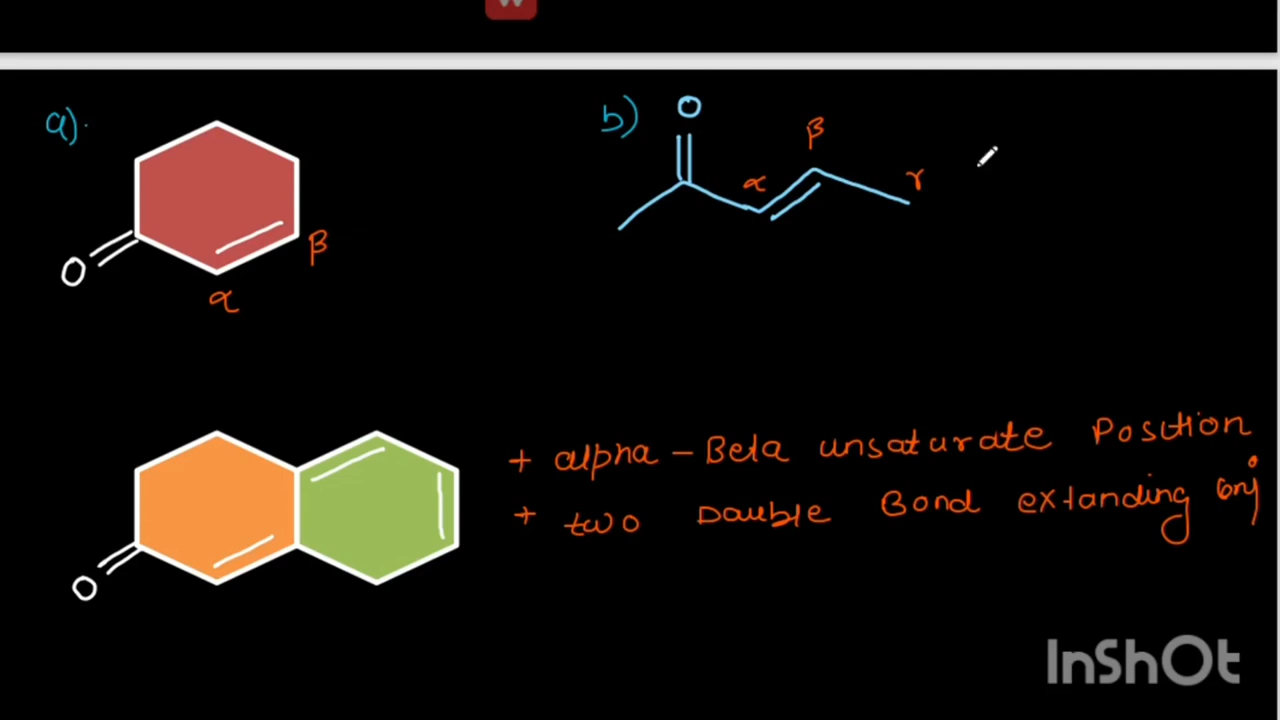 a).
b)
O
β
α
γ
O
β
α
+ alpha - Beta unsaturate Position
+ two Double Bond extanding
O
InShOt